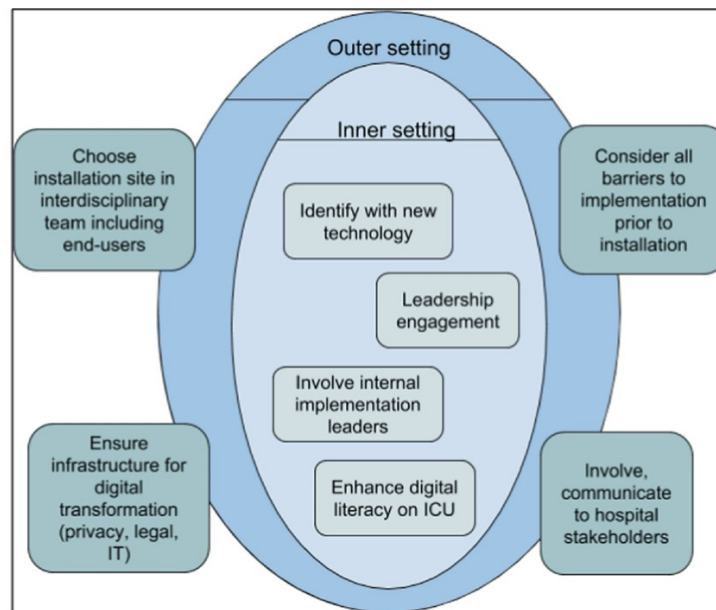 Outer setting
Inner setting
Choose
installation site in
interdisciplinary
team including
end-users
Consider all
barriers to
implementation
prior to
installation
Identify with new
technology
Leadership
engagement
Involve internal
implementation
leaders
Enhance digital
literacy on ICU
Ensure
infrastructure for
digital
transformation
(privacy, legal,
IT)
Involve,
communicate
to hospital
stakeholders